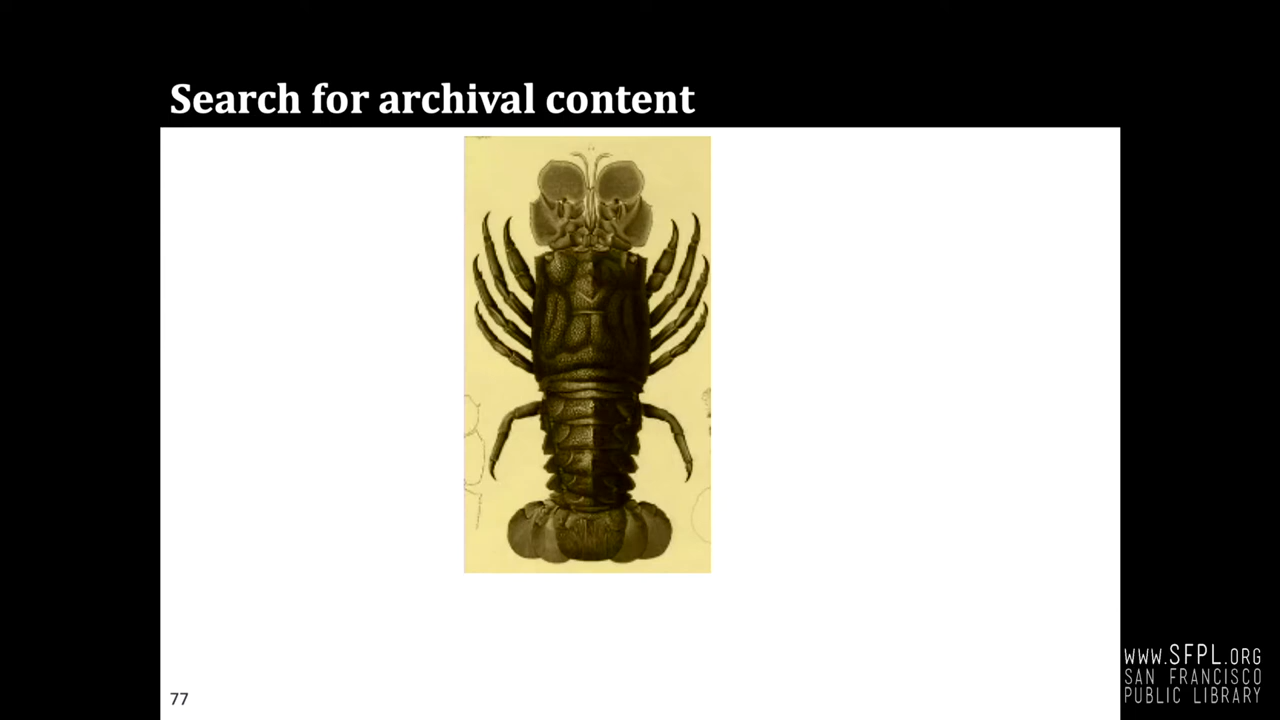 Search for archival content
77
WWW.SFPL.ORG
SAN FRANCISCO
PUBLIC LIBRARY